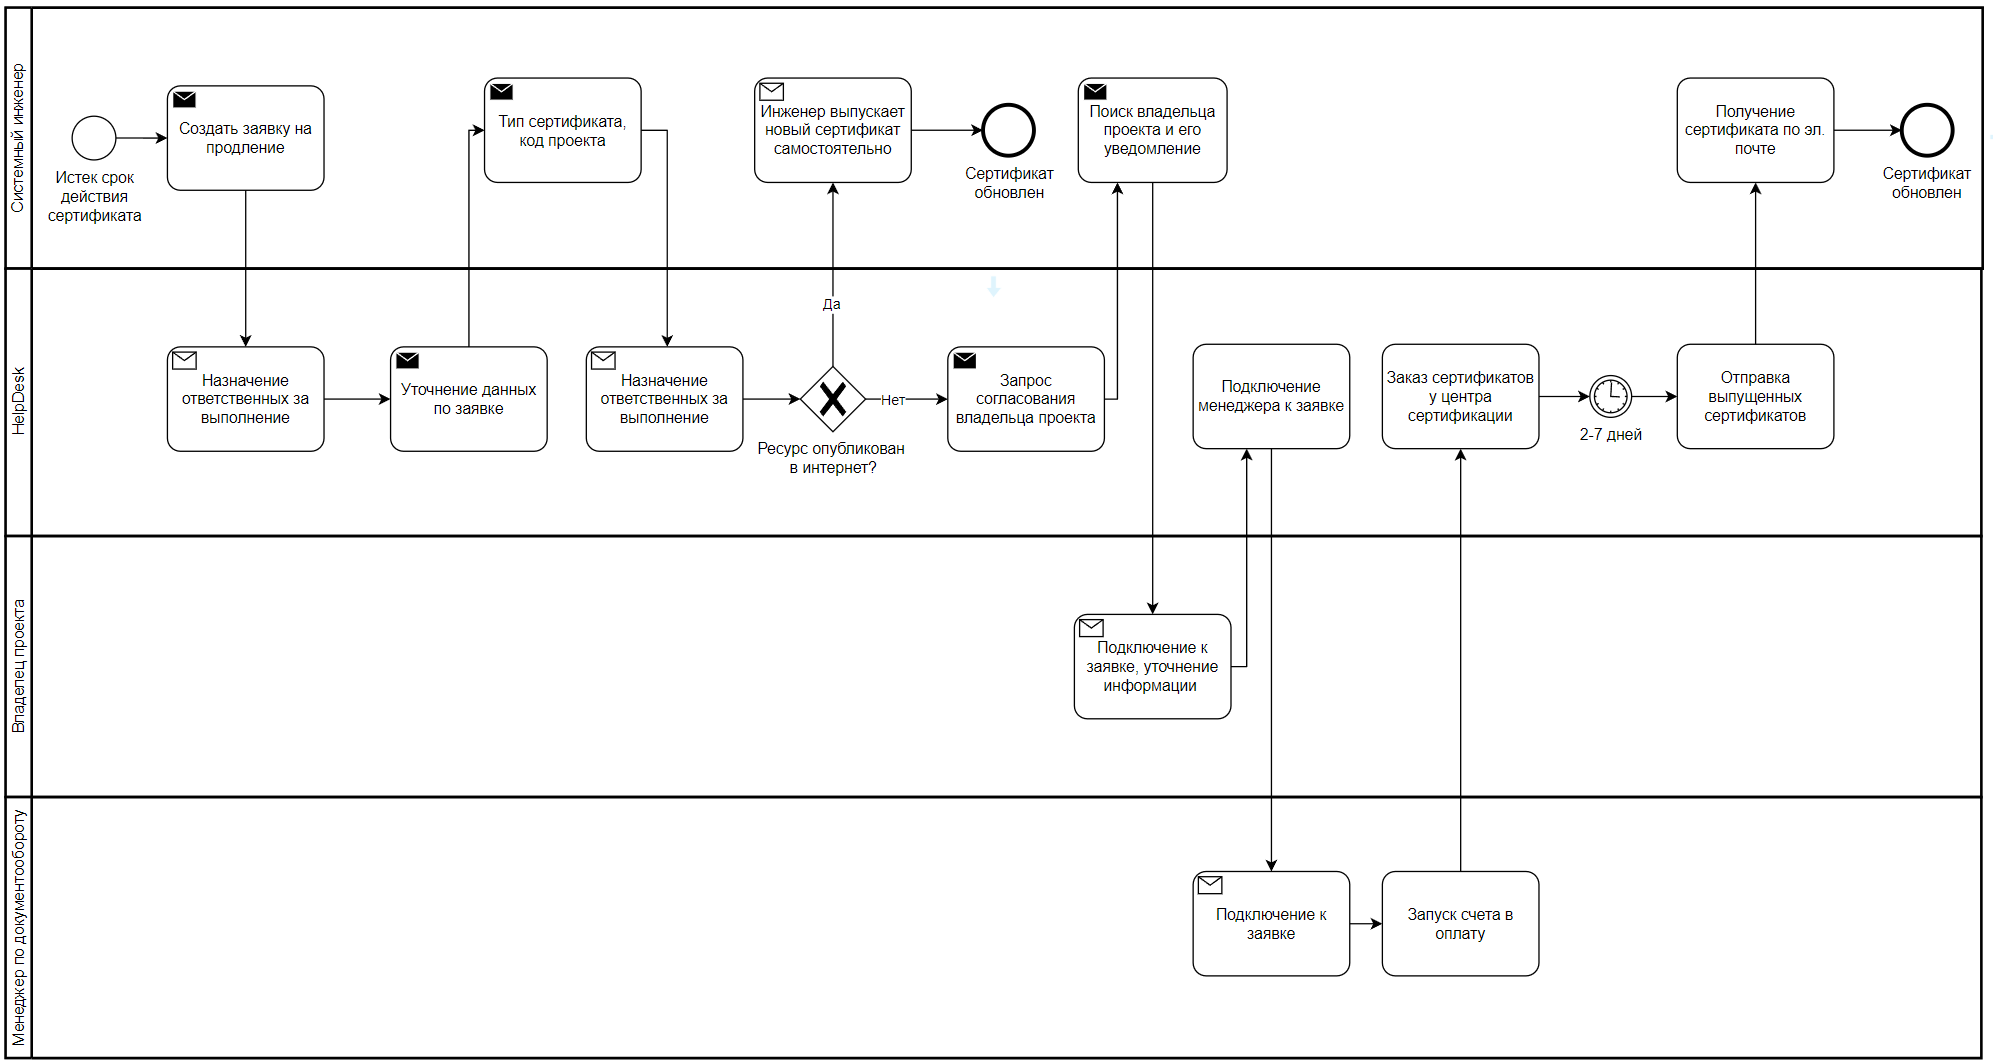 Системный инженер
Истек срок
действия
сертификата
Создать заявку на
продление
Тип сертификата,
код проекта
Инженер выпускает
новый сертификат
самостоятельно
Сертификат
обновлен
Поиск владельца
проекта и его
уведомление
Получение
сертификата по эл.
почте
Сертификат
обновлен
HelpDesk
Назначение
ответственных за
выполнение
Уточнение данных
по заявке
Назначение
ответственных за
выполнение
Да
Нет
Ресурс опубликован
в интернет?
Запрос
согласования
владельца проекта
Подключение
менеджера к заявке
Заказ сертификатов
у центра
сертификации
2-7 дней
Отправка
выпущенных
сертификатов
Владелец проекта
Подключение к
заявке, уточнение
информации
Менеджер по документообороту
Подключение к
заявке
Запуск счета в
оплату